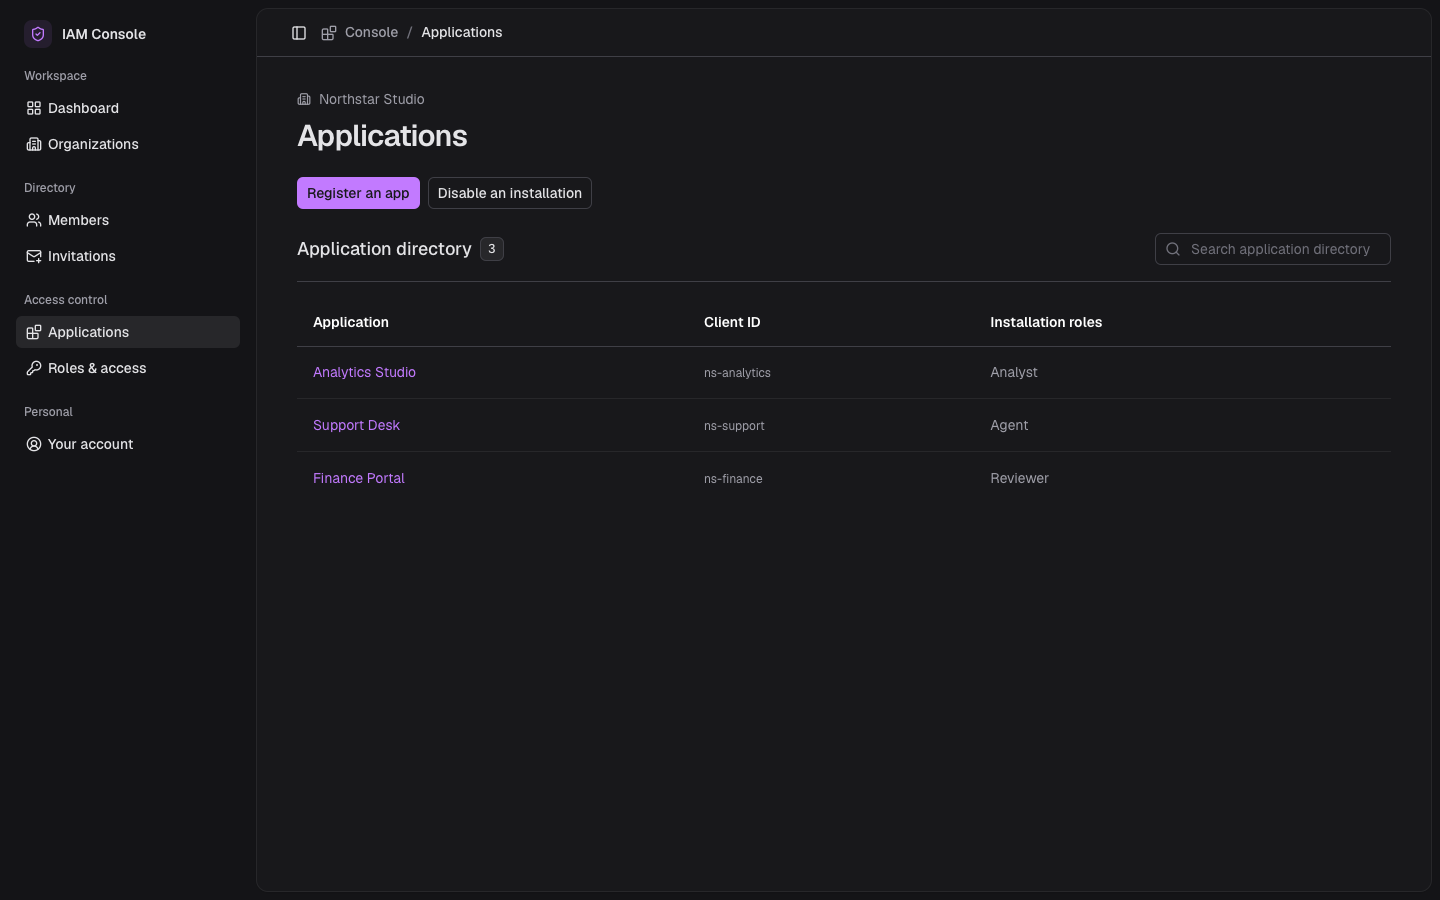 IAM Console
Workspace
Dashboard
Organizations
Directory
Members
Invitations
Access control
Applications
Roles & access
Personal
Your account
Console / Applications
Northstar Studio
Applications
Register an app
Disable an installation
Application directory 3
Search application directory
Application Client ID Installation roles
Analytics Studio ns-analytics Analyst
Support Desk ns-support Agent
Finance Portal ns-finance Reviewer